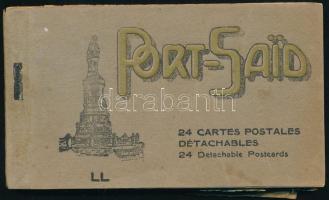 PORT-SAÏD
24 CARTES POSTALES
DÉTACHABLES
24 Detachable Postcards
LL
darabanth